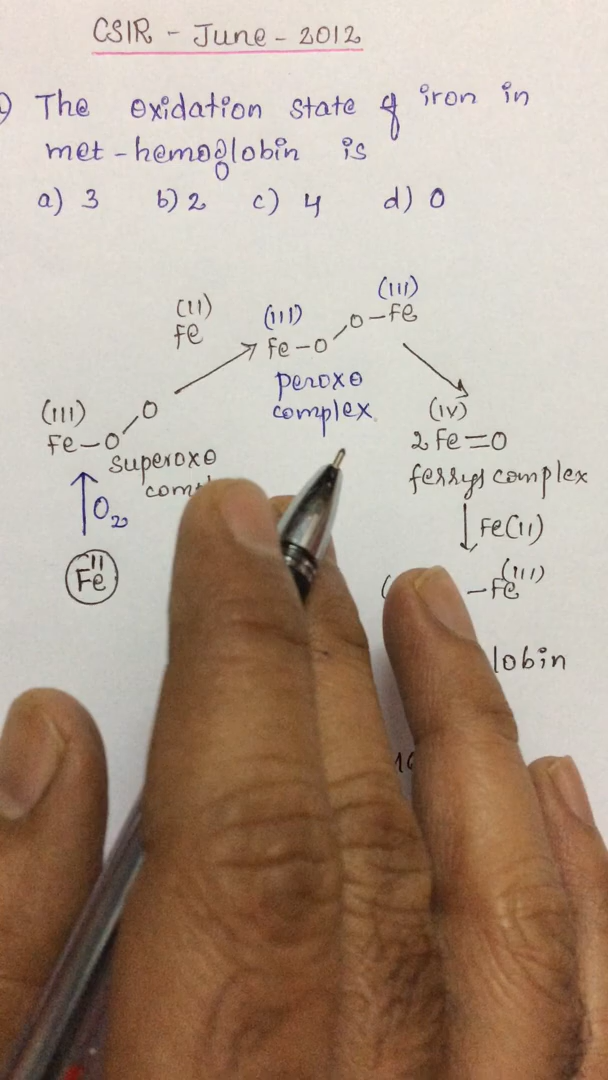 CSIR - June - 2012
The oxidation state of iron in
met-hemoglobin is
a) 3 b) 2 c) 4 d) 0
(II)
Fe
(III) (III)
Fe-O-O-Fe
peroxo
complex
(III)
Fe-O-O
superoxo
O2
II
Fe
(IV)
2Fe=O
ferryl complex
Fe(II)
(III)
-Fe
lobin